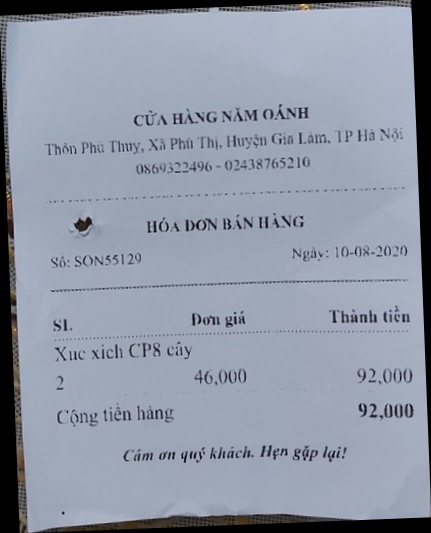 CỬA HÀNG NĂM OÁNH
Thôn Phú Thụy, Xã Phú Thị, Huyện Gia Lâm, TP Hà Nội
0869322496 - 02438765210
HÓA ĐƠN BÁN HÀNG
Số: SON55129 Ngày: 10-08-2020
SL Đơn giá Thành tiền
Xuc xich CP8 cây
2 46,000 92,000
Cộng tiền hàng 92,000
Cám ơn quý khách. Hẹn gặp lại!